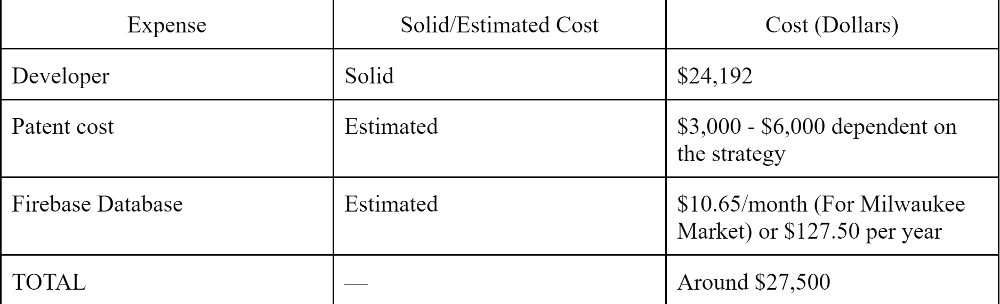 Expense Solid/Estimated Cost Cost (Dollars)
Developer Solid $24,192
Patent cost Estimated $3,000 - $6,000 dependent on
the strategy
Firebase Database Estimated $10.65/month (For Milwaukee
Market) or $127.50 per year
TOTAL — Around $27,500